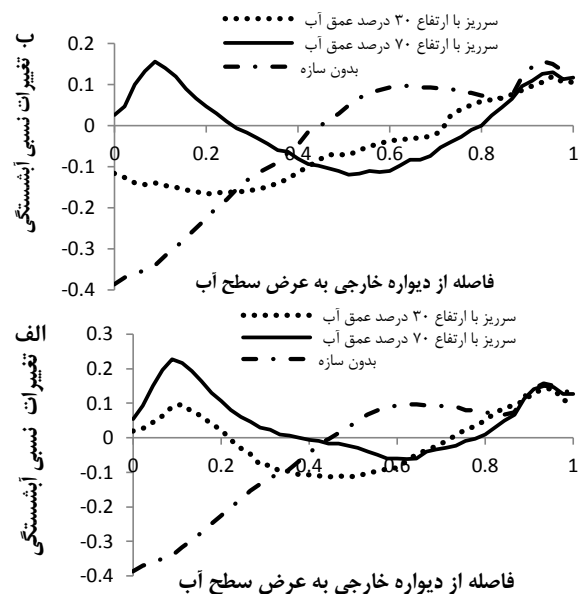 سرریز با ارتفاع ۳۰ درصد عمق آب
سرریز با ارتفاع ۷۰ درصد عمق آب
بدون سازه
تغییرات نسبی آبشستگی
0.2
0.1
0
-0.1
-0.2
-0.3
-0.4
0 0.2 0.4 0.6 0.8 1
فاصله از دیواره خارجی به عرض سطح آب
سرریز با ارتفاع ۳۰ درصد عمق آب
سرریز با ارتفاع ۷۰ درصد عمق آب
بدون سازه
الف) تغییرات نسبی آبشستگی
0.3
0.2
0.1
0
-0.1
-0.2
-0.3
-0.4
0 0.2 0.4 0.6 0.8 1
فاصله از دیواره خارجی به عرض سطح آب